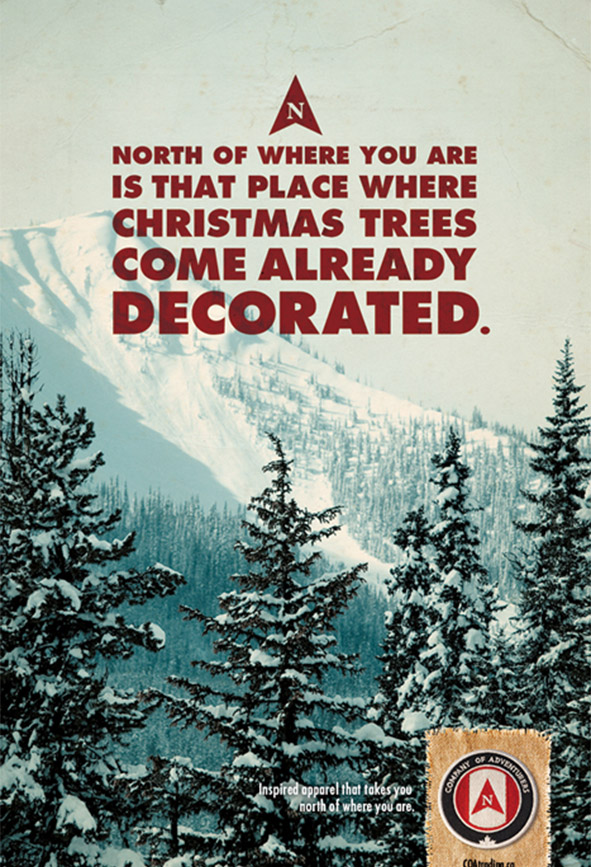 N
NORTH OF WHERE YOU ARE
IS THAT PLACE WHERE
CHRISTMAS TREES
COME ALREADY
DECORATED.
Inspired apparel that takes you
north of where you are.
COMPANY OF ADVENTURERS
N
COAtrading.ca